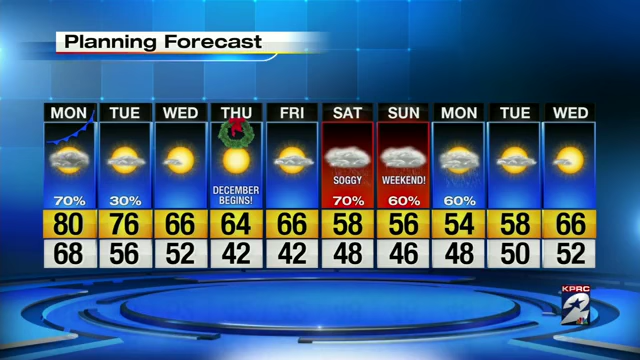 Planning Forecast
MON TUE WED THU FRI SAT SUN MON TUE WED
DECEMBER BEGINS! SOGGY WEEKEND!
70% 30% 70% 60% 60%
80 76 66 64 66 58 56 54 58 66
68 56 52 42 42 48 46 48 50 52
KPRC
2